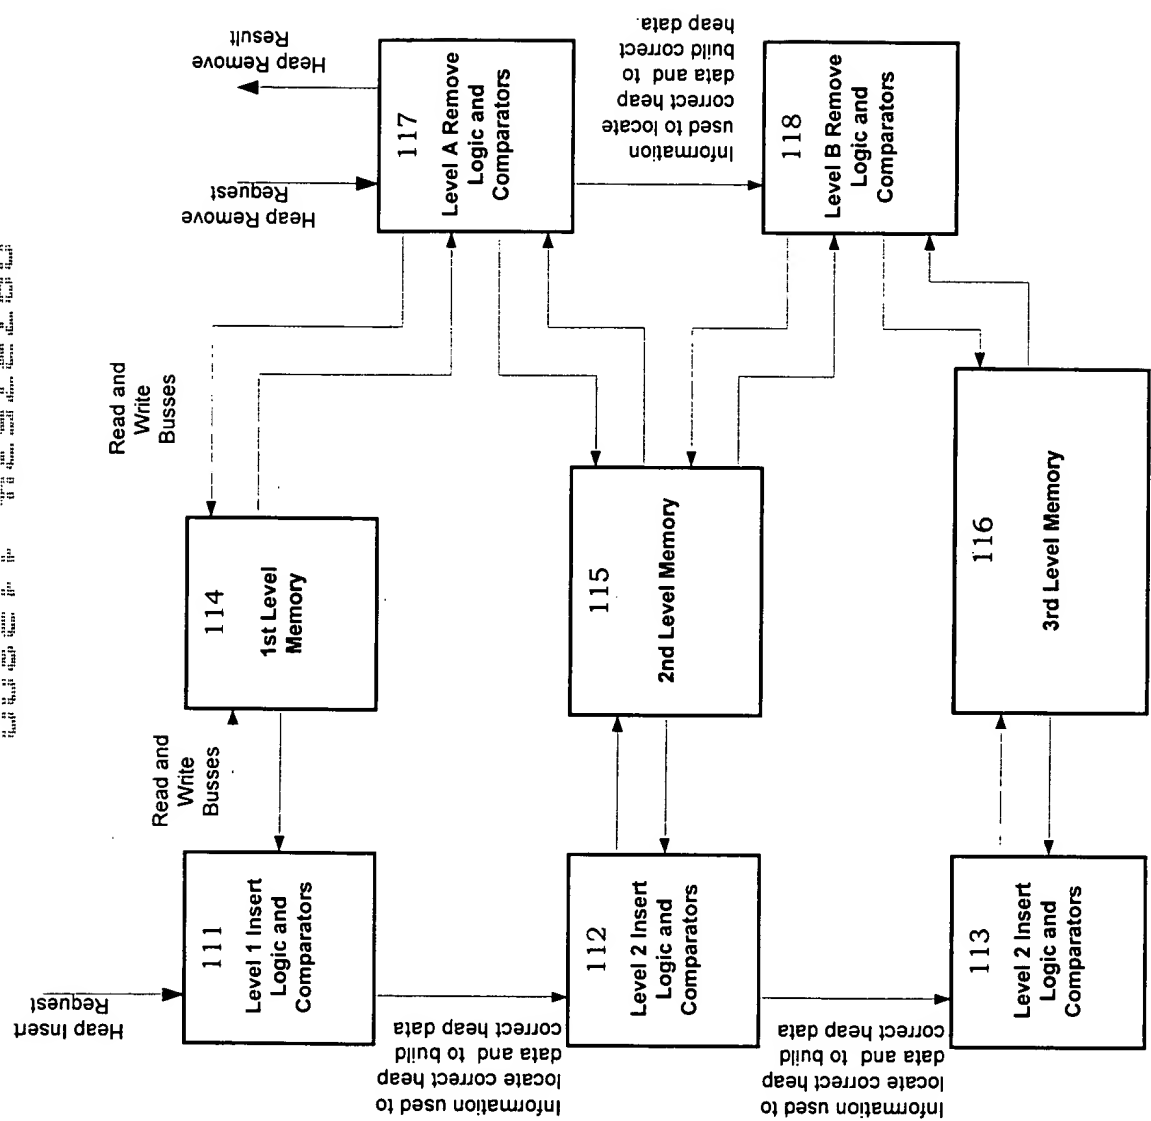 Heap Insert
Request
111
Level 1 Insert
Logic and
Comparators
Read and
Write
Busses
114
1st Level
Memory
Read and
Write
Busses
Heap Remove
Request
Heap Remove
Result
117
Level A Remove
Logic and
Comparators
Information used to
locate correct heap
data and to build
correct heap data
112
Level 2 Insert
Logic and
Comparators
115
2nd Level Memory
Information
used to locate
correct heap
data and to
build correct
heap data.
118
Level B Remove
Logic and
Comparators
Information used to
locate correct heap
data and to build
correct heap data
113
Level 2 Insert
Logic and
Comparators
116
3rd Level Memory